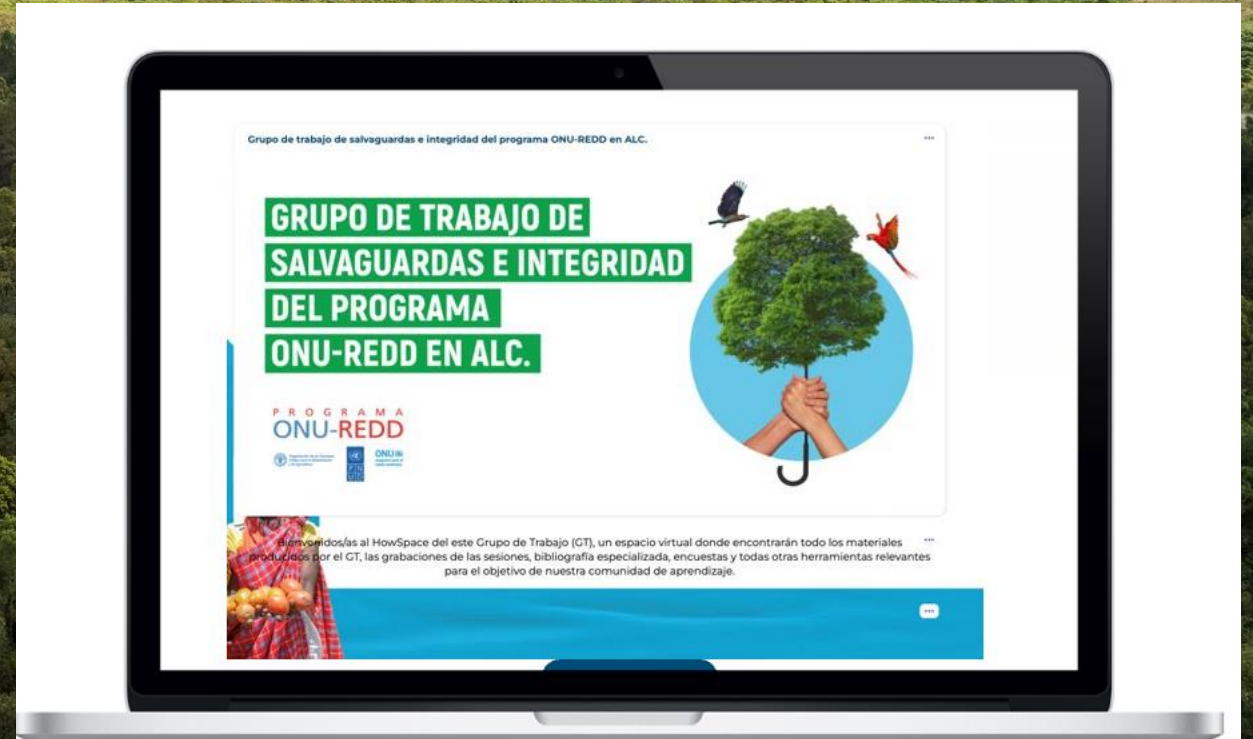 Grupo de trabajo de salvaguardas e integridad del programa ONU-REDD en ALC.
GRUPO DE TRABAJO DE
SALVAGUARDAS E INTEGRIDAD
DEL PROGRAMA
ONU-REDD EN ALC.
PROGRAMA
ONU-REDD
ONU
PNUD
Bienvenidos/as al HowSpace del este Grupo de Trabajo (GT), un espacio virtual donde encontrarán todo los materiales
producidos por el GT, las grabaciones de las sesiones, bibliografía especializada, encuestas y todas otras herramientas relevantes
para el objetivo de nuestra comunidad de aprendizaje.